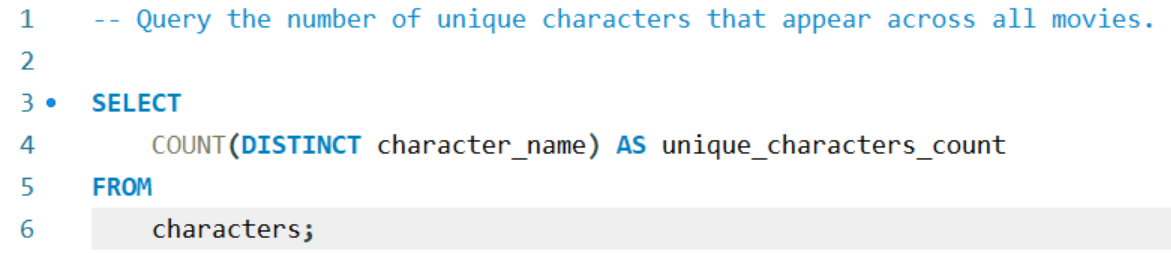 1 -- Query the number of unique characters that appear across all movies.
2
3 • SELECT
4 COUNT(DISTINCT character_name) AS unique_characters_count
5 FROM
6 characters;